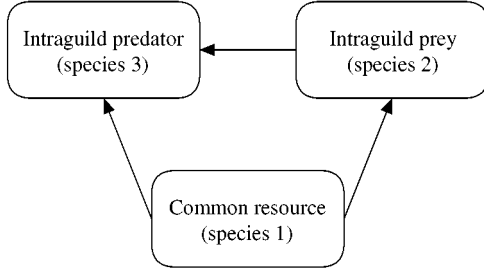 Intraguild predator
(species 3)
Intraguild prey
(species 2)
Common resource
(species 1)